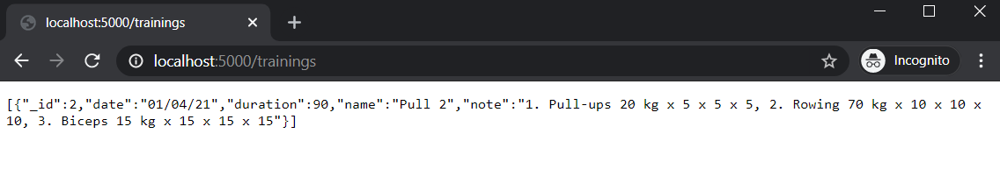 localhost:5000/trainings
localhost:5000/trainings
Incognito
[{"_id":2,"date":"01/04/21","duration":90,"name":"Pull 2","note":"1. Pull-ups 20 kg x 5 x 5 x 5, 2. Rowing 70 kg x 10 x 10 x
10, 3. Biceps 15 kg x 15 x 15 x 15"}]